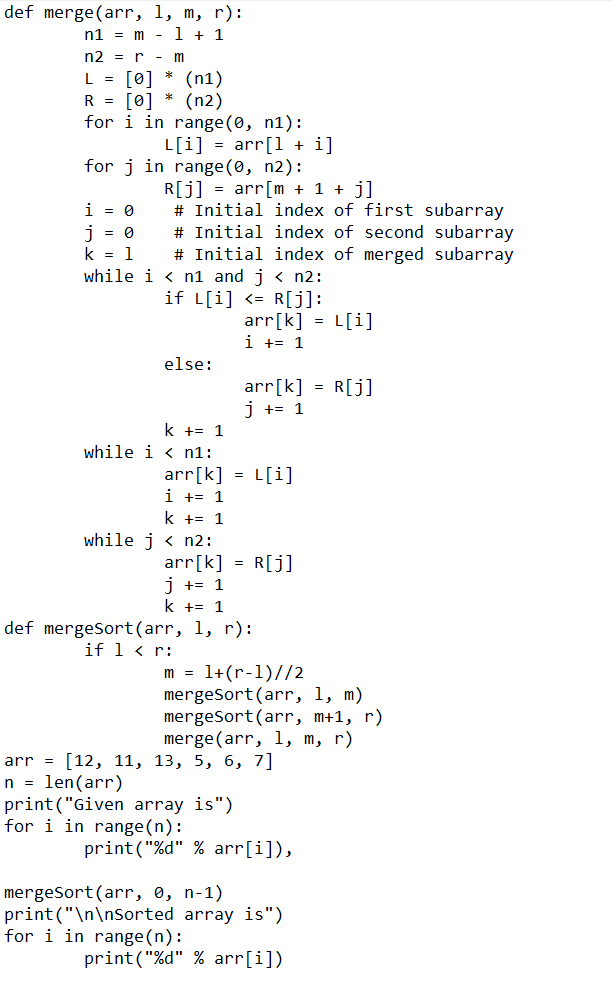 def merge(arr, l, m, r):
        n1 = m - l + 1
        n2 = r - m
        L = [0] * (n1)
        R = [0] * (n2)
        for i in range(0, n1):
                L[i] = arr[l + i]
        for j in range(0, n2):
                R[j] = arr[m + 1 + j]
        i = 0    # Initial index of first subarray
        j = 0    # Initial index of second subarray
        k = l    # Initial index of merged subarray
        while i < n1 and j < n2:
                if L[i] <= R[j]:
                        arr[k] = L[i]
                        i += 1
                else:
                        arr[k] = R[j]
                        j += 1
                k += 1
        while i < n1:
                arr[k] = L[i]
                i += 1
                k += 1
        while j < n2:
                arr[k] = R[j]
                j += 1
                k += 1
def mergeSort(arr, l, r):
        if l < r:
                m = l+(r-l)//2
                mergeSort(arr, l, m)
                mergeSort(arr, m+1, r)
                merge(arr, l, m, r)
arr = [12, 11, 13, 5, 6, 7]
n = len(arr)
print("Given array is")
for i in range(n):
        print("%d" % arr[i]),

mergeSort(arr, 0, n-1)
print("\n\nSorted array is")
for i in range(n):
        print("%d" % arr[i])